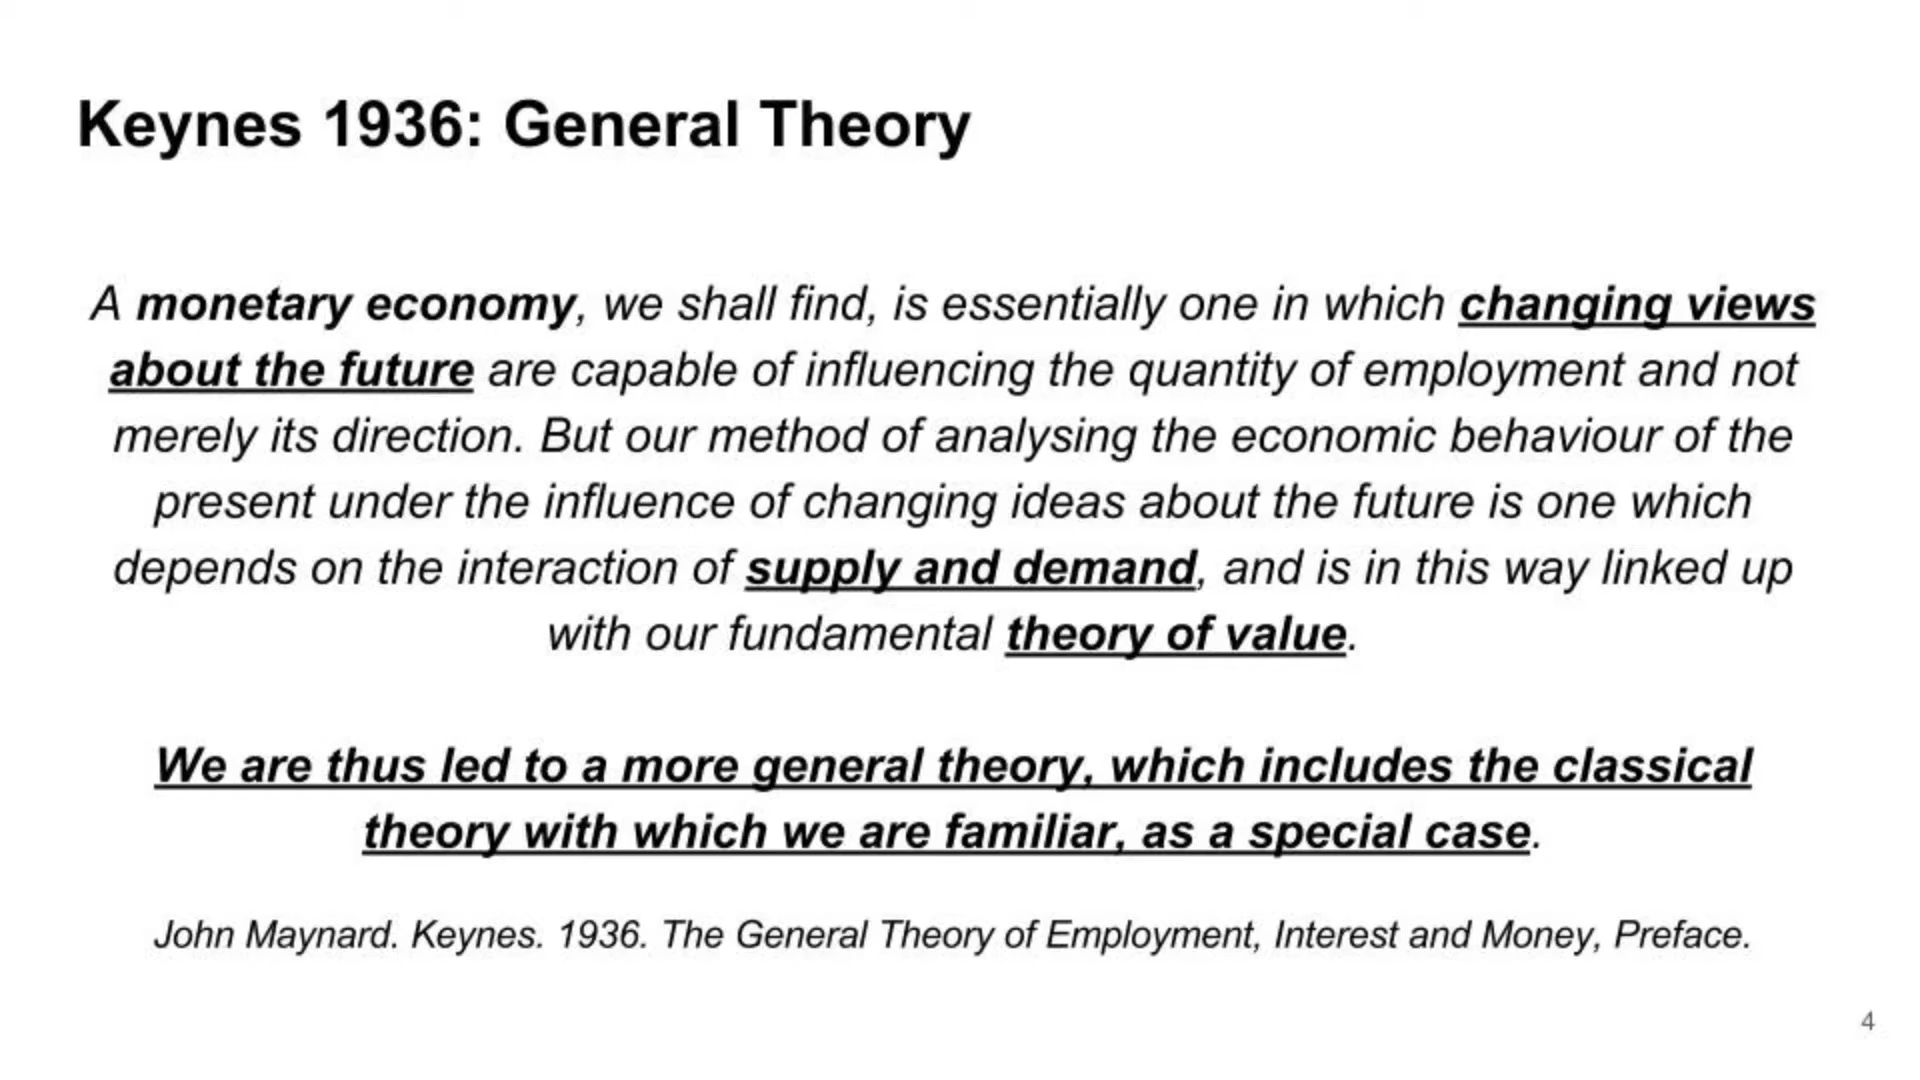 Keynes 1936: General Theory
A monetary economy, we shall find, is essentially one in which changing views
about the future are capable of influencing the quantity of employment and not
merely its direction. But our method of analysing the economic behaviour of the
present under the influence of changing ideas about the future is one which
depends on the interaction of supply and demand, and is in this way linked up
with our fundamental theory of value.
We are thus led to a more general theory, which includes the classical
theory with which we are familiar, as a special case.
John Maynard. Keynes. 1936. The General Theory of Employment, Interest and Money, Preface.
4